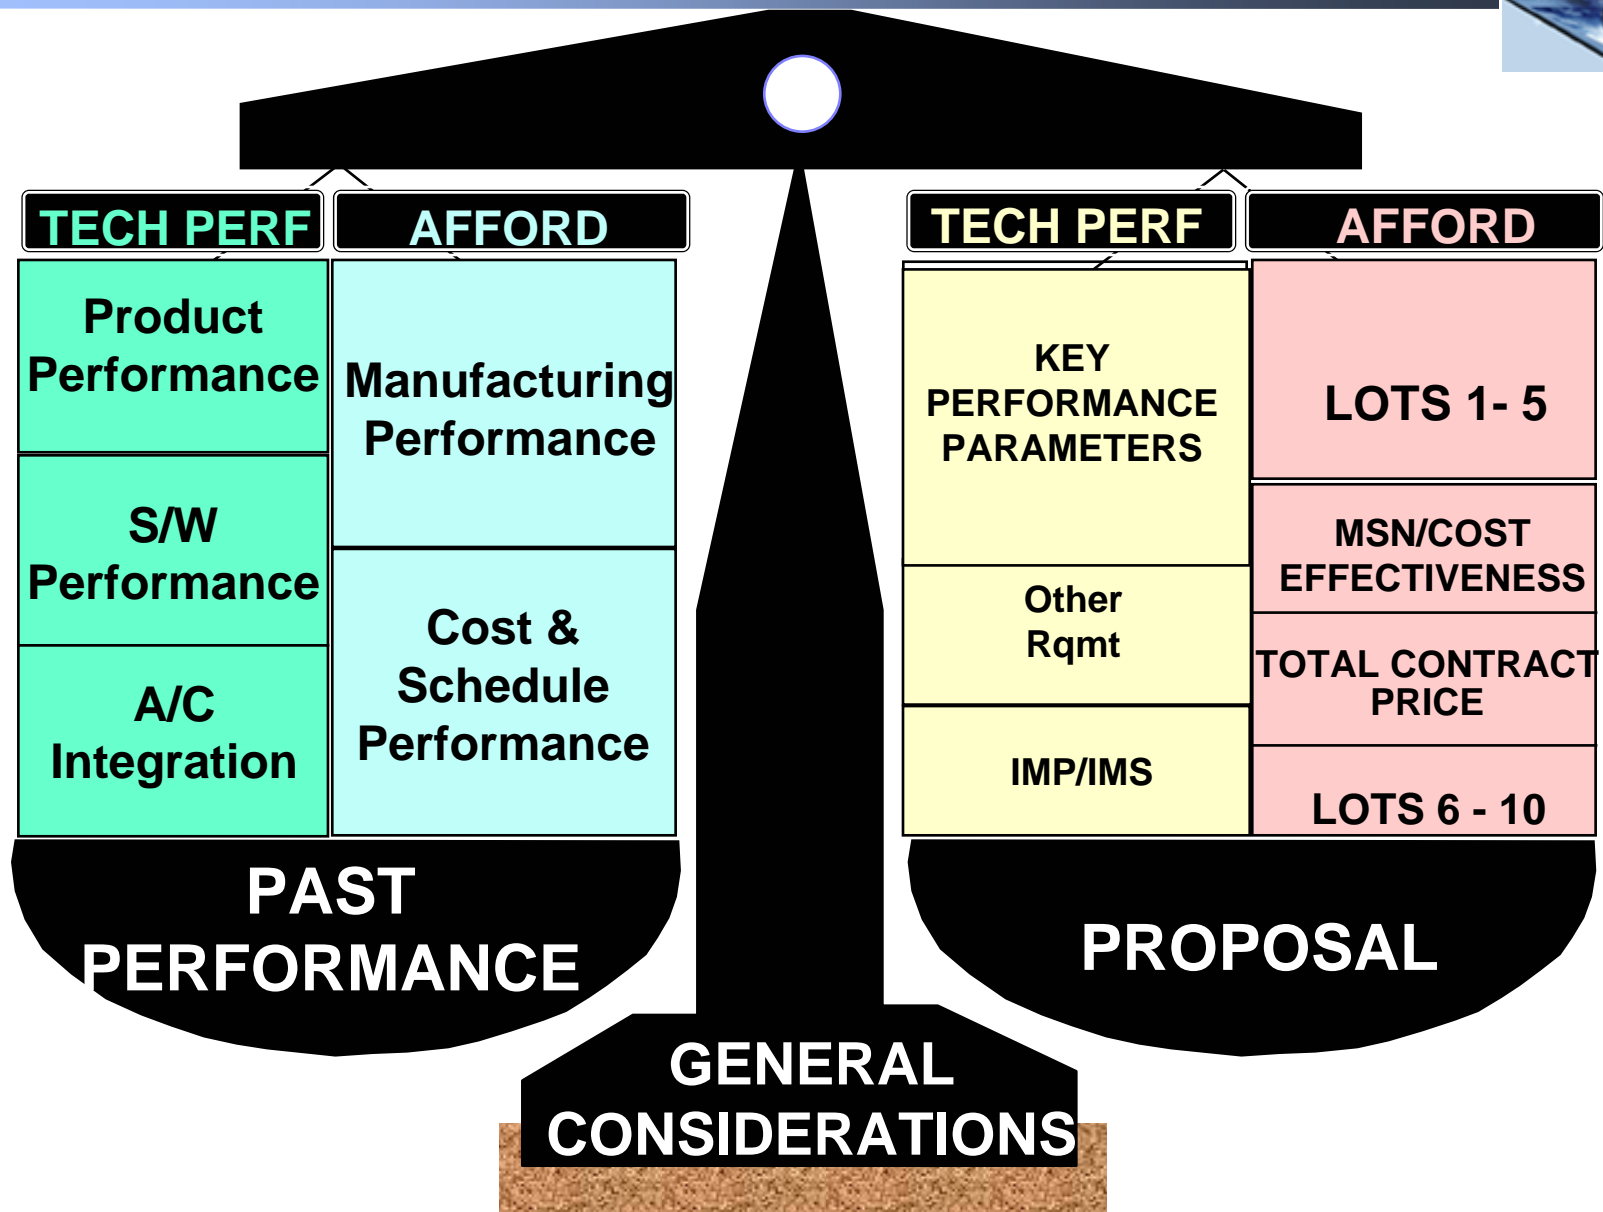 TECH PERF
AFFORD
Product
Performance
S/W
Performance
A/C
Integration
Manufacturing
Performance
Cost &
Schedule
Performance
PAST
PERFORMANCE
TECH PERF
AFFORD
KEY
PERFORMANCE
PARAMETERS
Other
Rqmt
IMP/IMS
LOTS 1- 5
MSN/COST
EFFECTIVENESS
TOTAL CONTRACT
PRICE
LOTS 6 - 10
PROPOSAL
GENERAL
CONSIDERATIONS